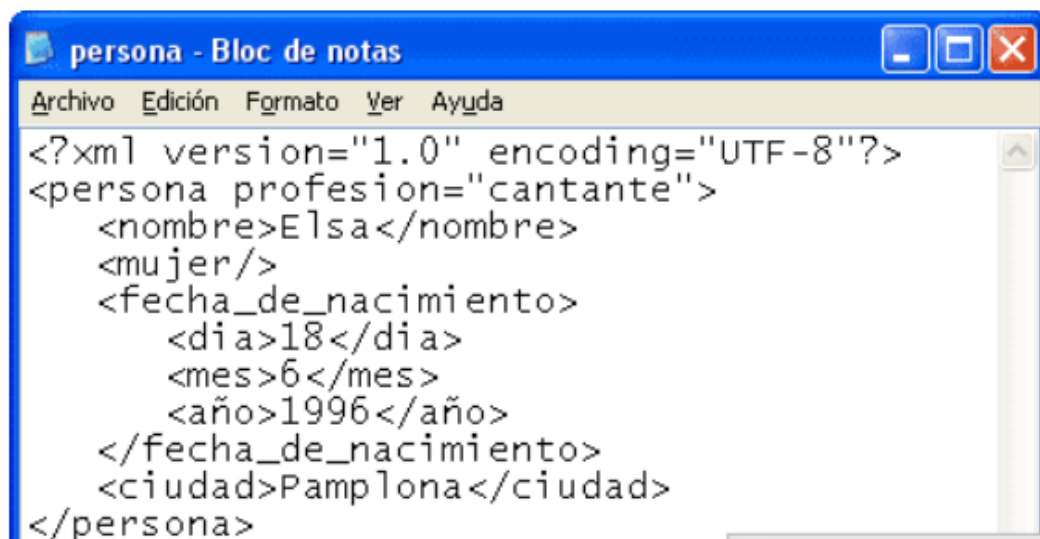 persona - Bloc de notas
Archivo Edición Formato Ver Ayuda
<?xml version="1.0" encoding="UTF-8"?>
<persona profesion="cantante">
   <nombre>Elsa</nombre>
   <mujer/>
   <fecha_de_nacimiento>
      <dia>18</dia>
      <mes>6</mes>
      <año>1996</año>
   </fecha_de_nacimiento>
   <ciudad>Pamplona</ciudad>
</persona>